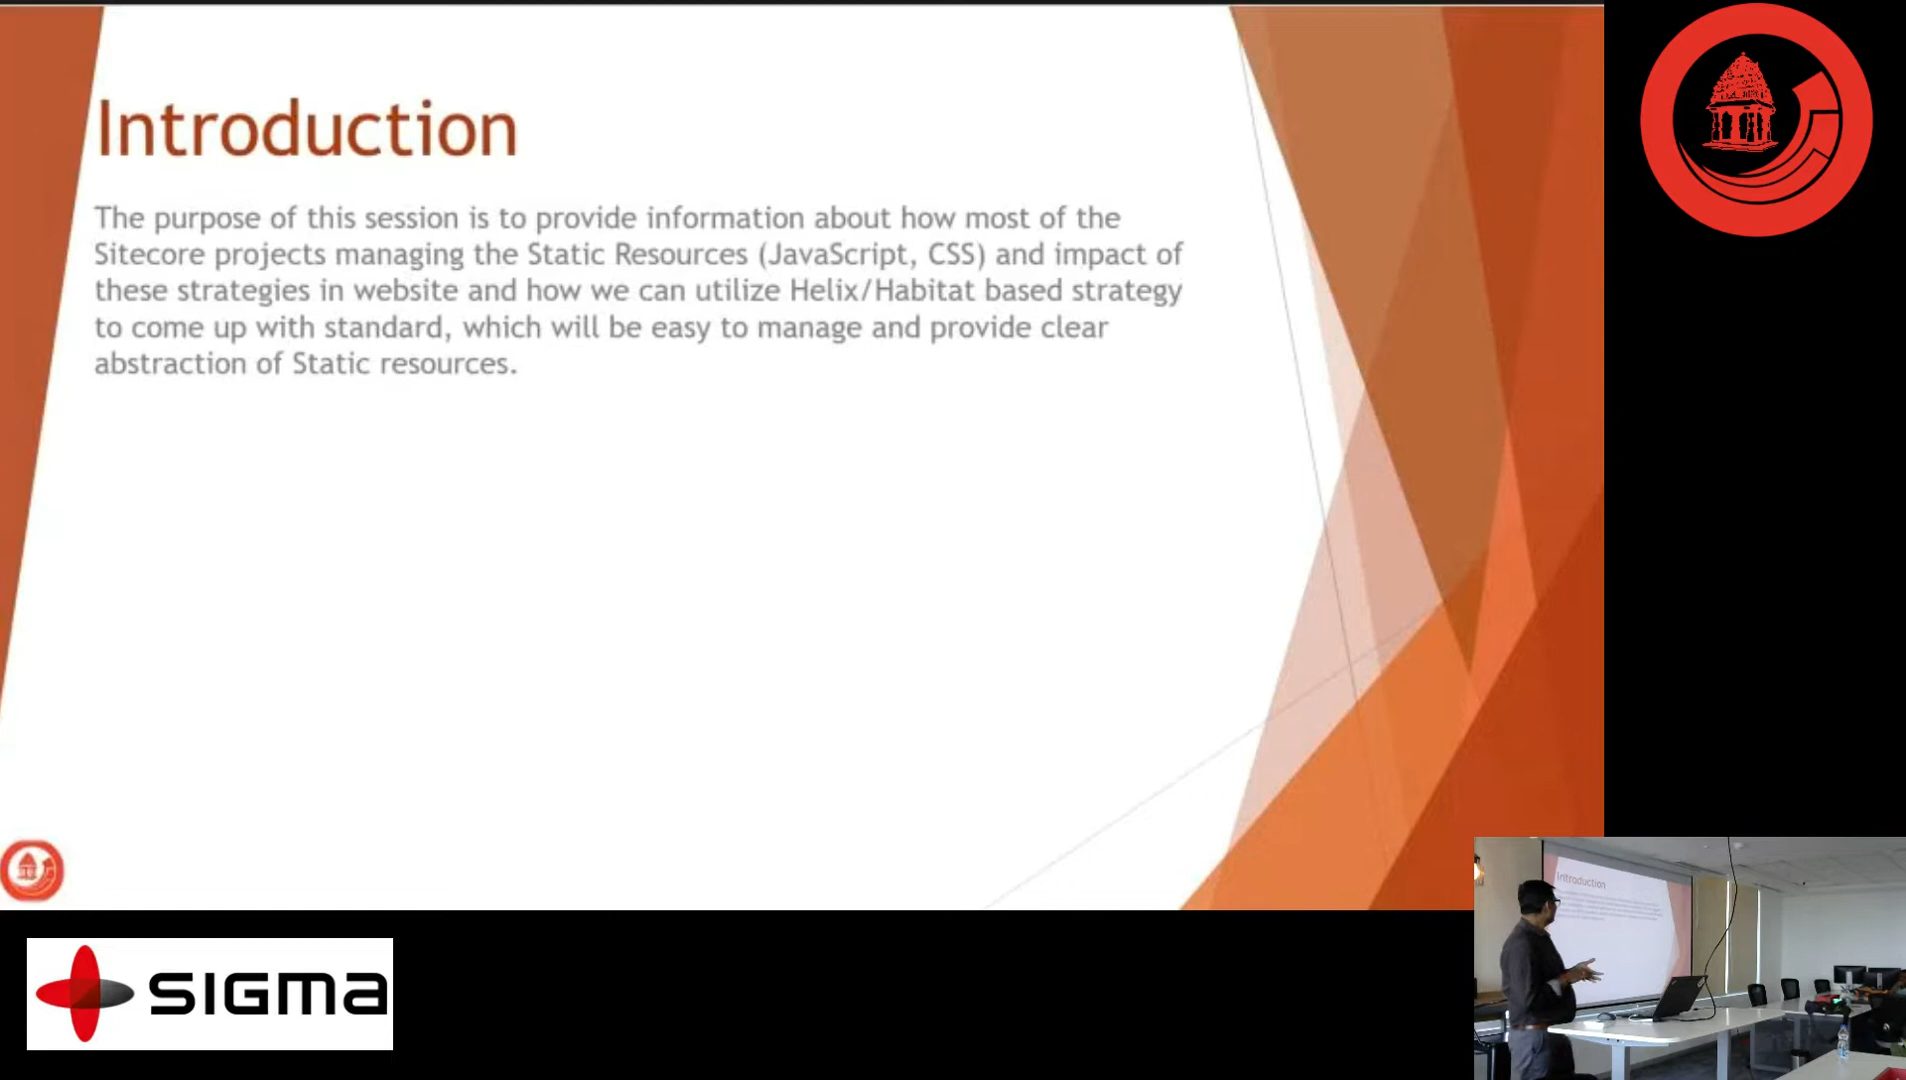 Introduction
The purpose of this session is to provide information about how most of the
Sitecore projects managing the Static Resources (JavaScript, CSS) and impact of
these strategies in website and how we can utilize Helix/Habitat based strategy
to come up with standard, which will be easy to manage and provide clear
abstraction of Static resources.
SIGMA
Introduction